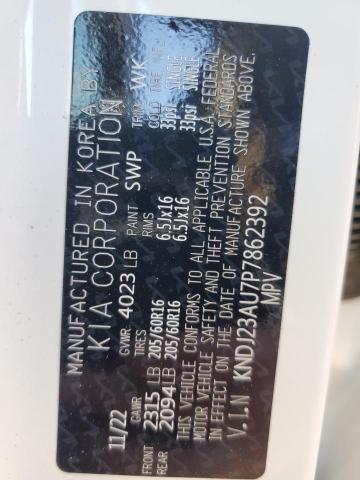 MANUFACTURED IN KOREA BY
KIA CORPORATION
11/22 GVWR 4023 LB PAINT SWP TRIM WK
GAWR TIRES RIMS COLD TIRE INFL
FRONT 2315 LB 205/60R16 6.5JX16 33psi SINGLE
REAR 2094 LB 205/60R16 6.5JX16 33psi SINGLE
THIS VEHICLE CONFORMS TO ALL APPLICABLE U.S.A. FEDERAL
MOTOR VEHICLE SAFETY AND THEFT PREVENTION STANDARDS
IN EFFECT ON THE DATE OF MANUFACTURE SHOWN ABOVE.
V.I.N KNDJ23AU7P7862392
MPV